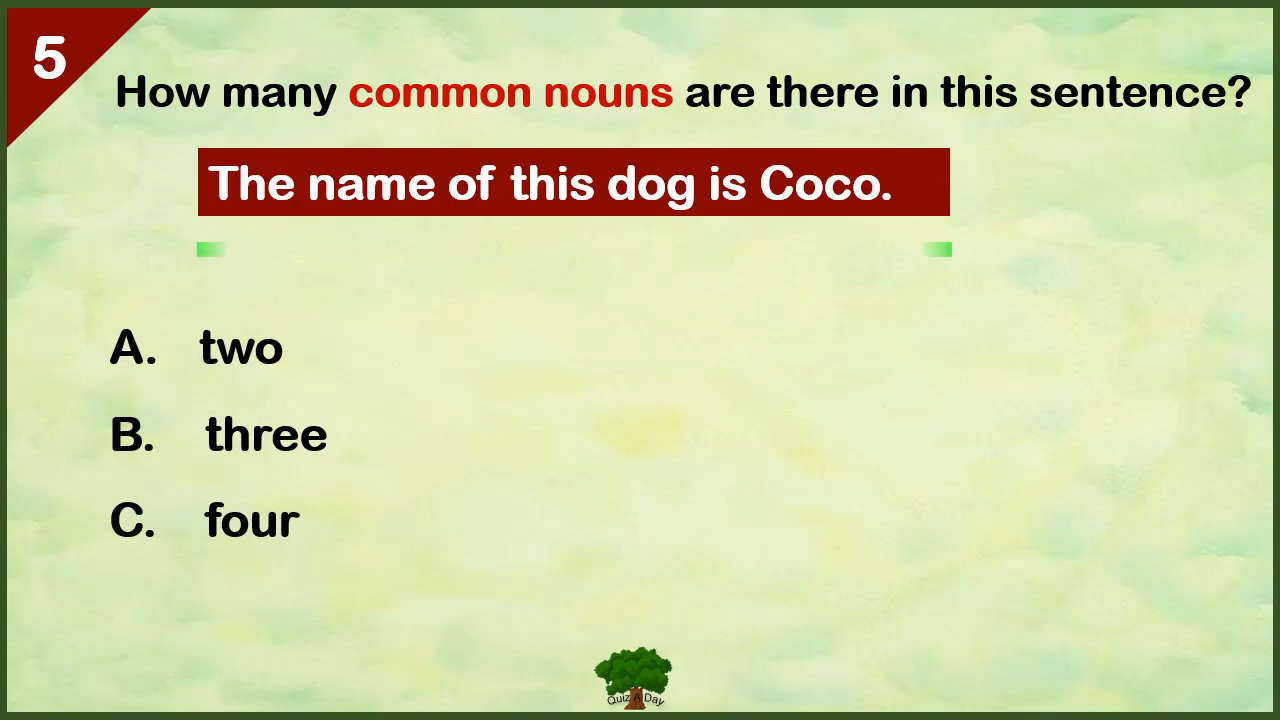 5
How many common nouns are there in this sentence?
The name of this dog is Coco.
A. two
B. three
C. four
Quiz A Day